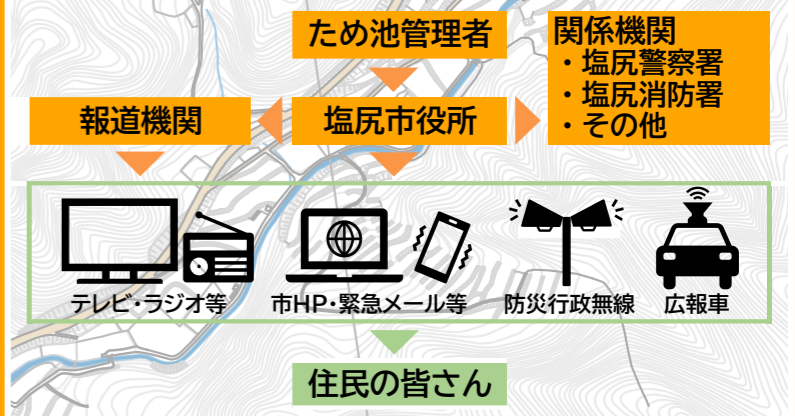 ため池管理者
関係機関
・塩尻警察署
・塩尻消防署
・その他
報道機関
塩尻市役所
テレビ・ラジオ等
市HP・緊急メール等
防災行政無線
広報車
住民の皆さん